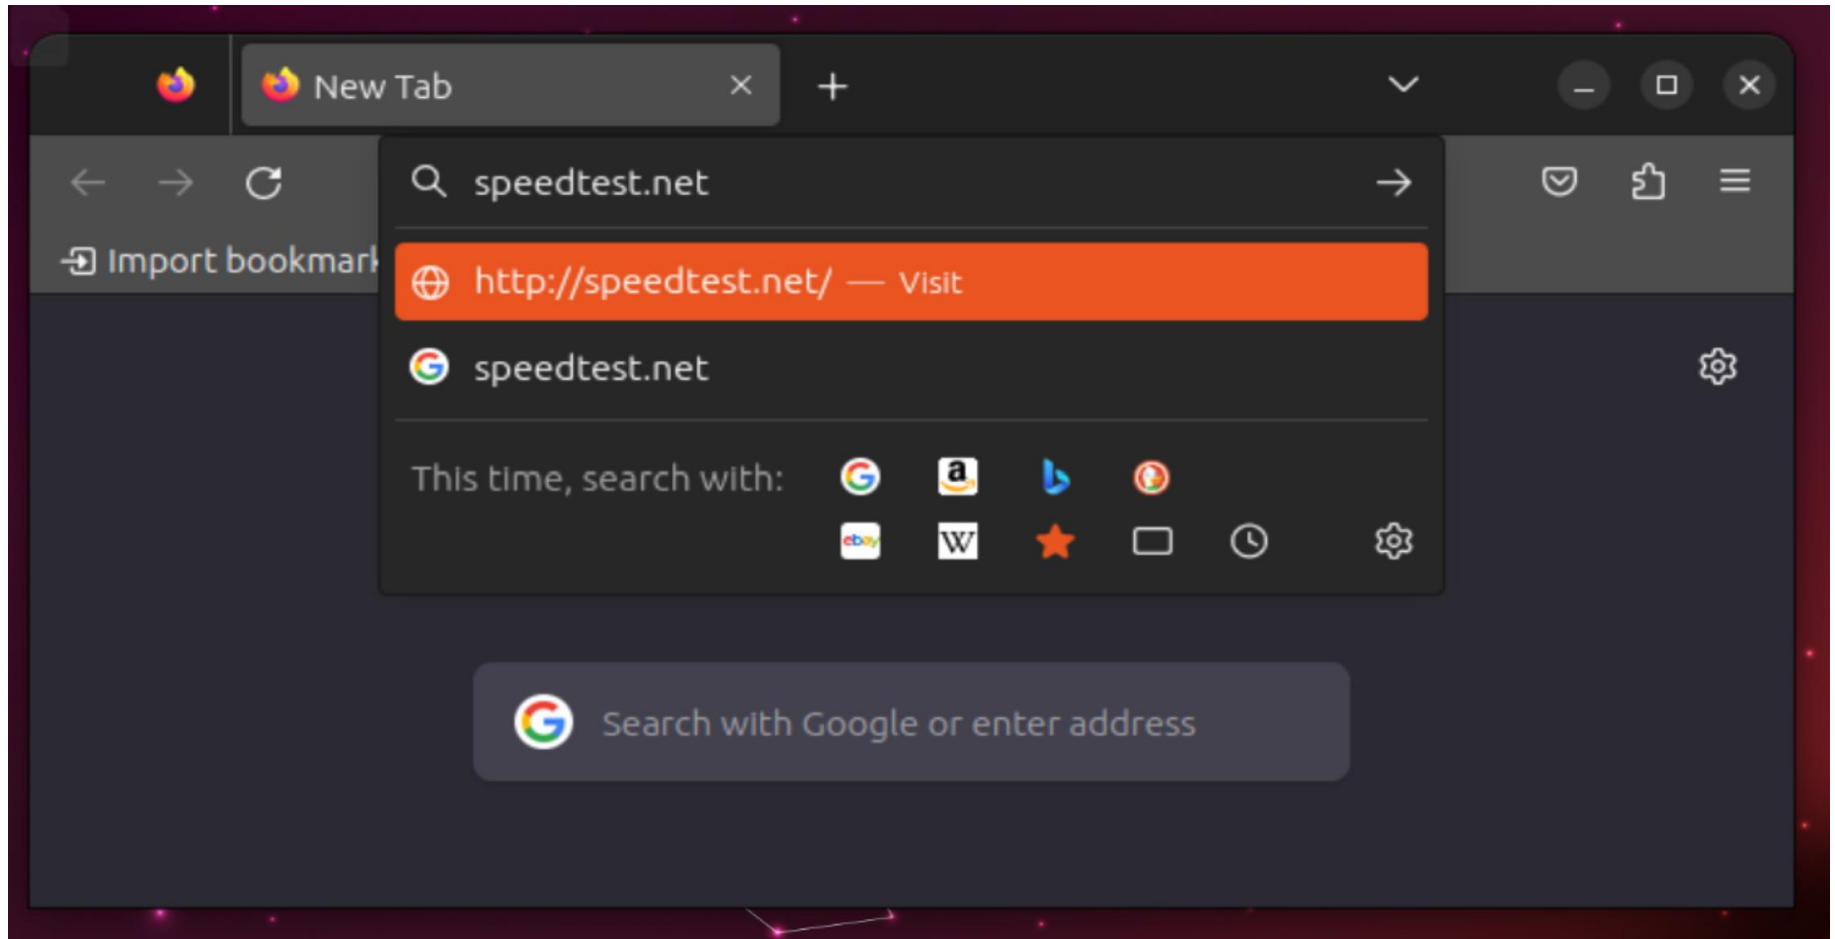 New Tab
speedtest.net
Import bookmark
http://speedtest.net/ — Visit
speedtest.net
This time, search with:
a
ebay
W
Search with Google or enter address